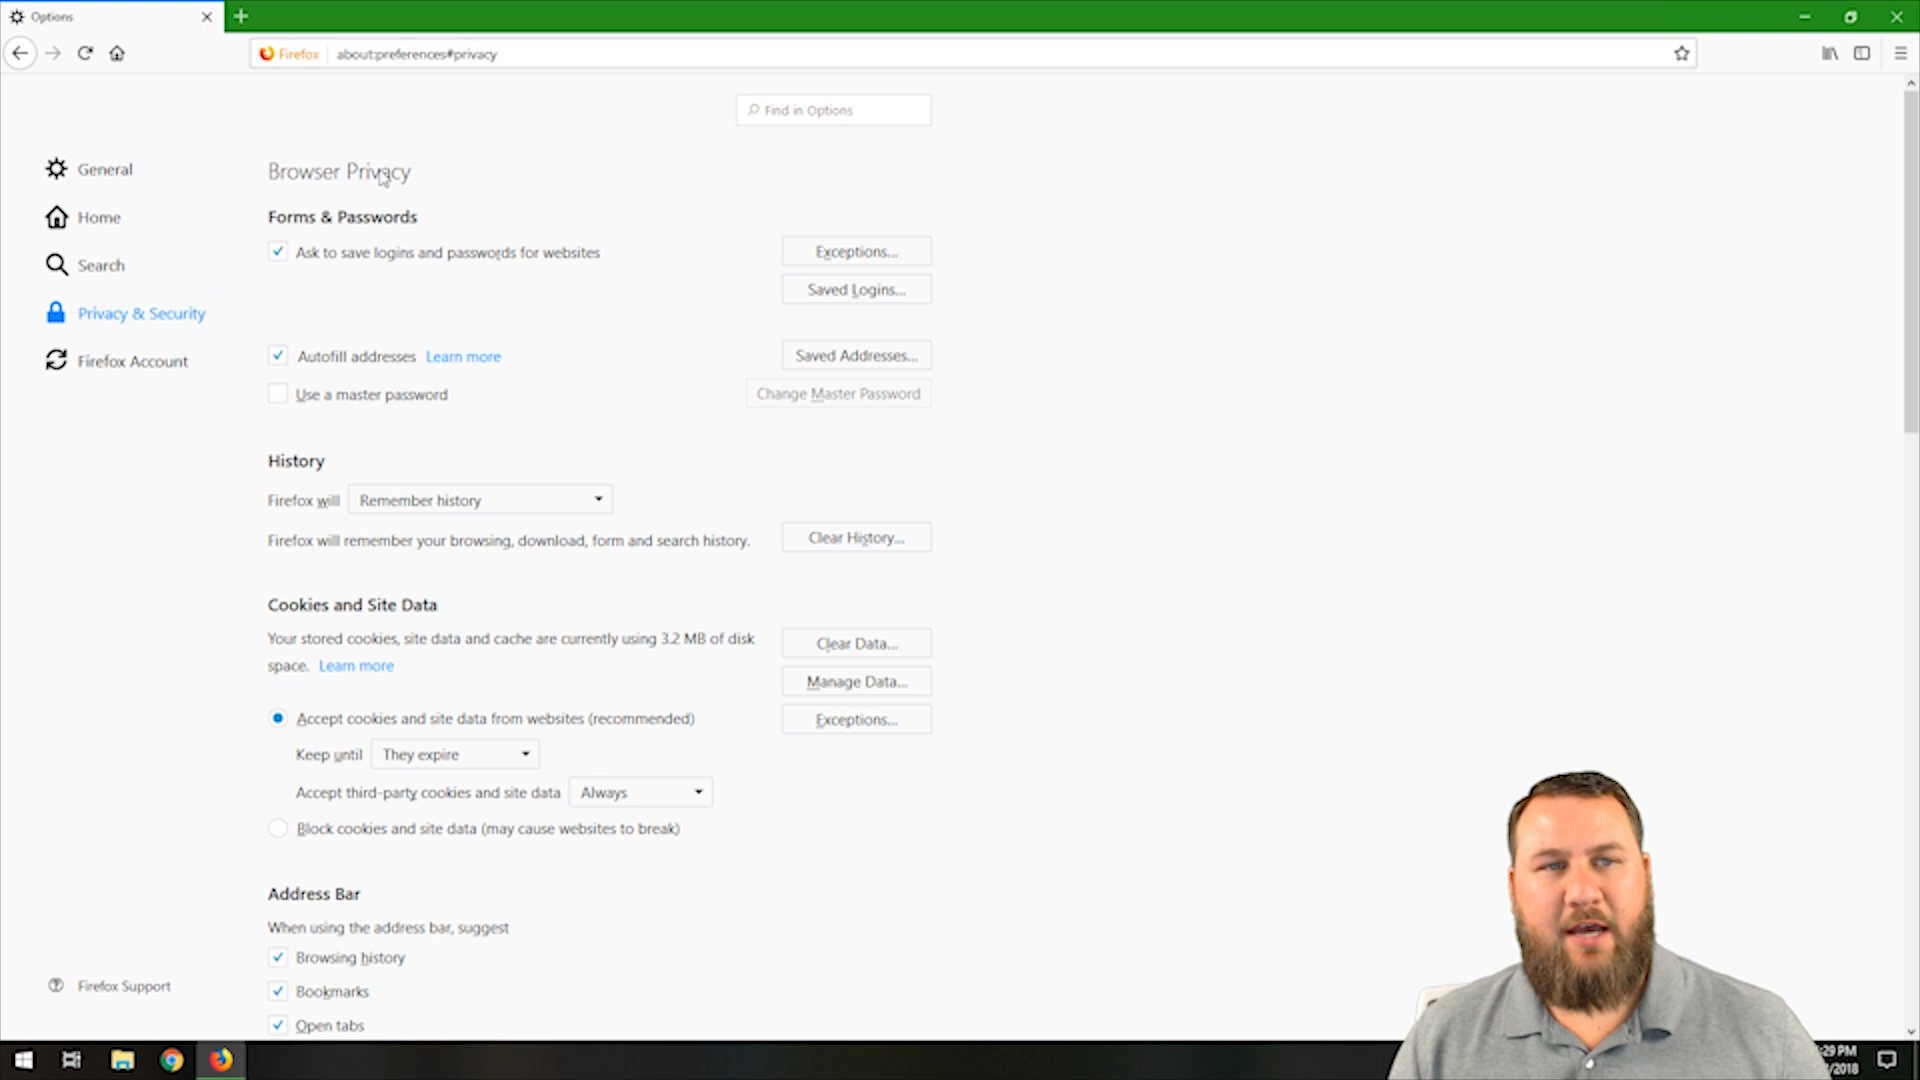 Options
Firefox about:preferences#privacy
Find in Options
General
Home
Search
Privacy & Security
Firefox Account
Firefox Support
Browser Privacy
Forms & Passwords
Ask to save logins and passwords for websites
Exceptions...
Saved Logins...
Autofill addresses Learn more
Saved Addresses...
Use a master password
Change Master Password
History
Firefox will Remember history
Firefox will remember your browsing, download, form and search history.
Clear History...
Cookies and Site Data
Your stored cookies, site data and cache are currently using 3.2 MB of disk
space. Learn more
Clear Data...
Manage Data...
Accept cookies and site data from websites (recommended)
Exceptions...
Keep until They expire
Accept third-party cookies and site data Always
Block cookies and site data (may cause websites to break)
Address Bar
When using the address bar, suggest
Browsing history
Bookmarks
Open tabs
:29 PM
/2018